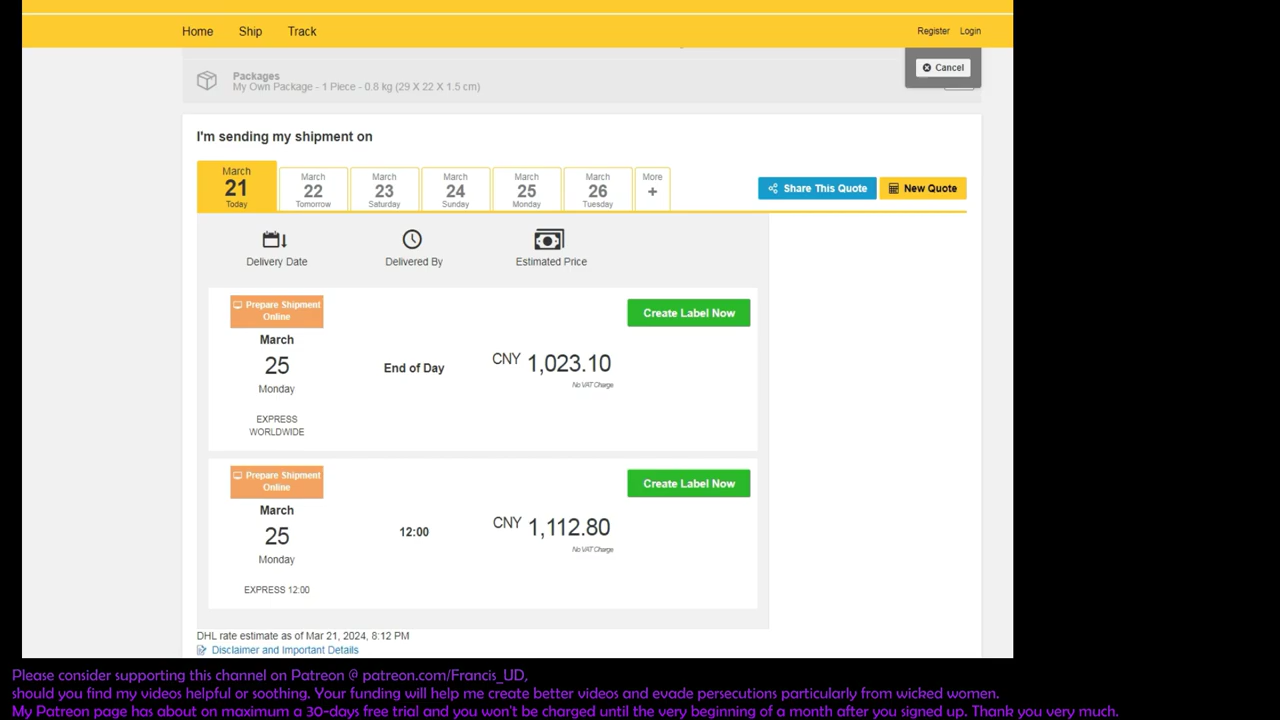 Home Ship Track Register Login
Cancel
Packages
My Own Package - 1 Piece - 0.8 kg (29 X 22 X 1.5 cm)
I'm sending my shipment on
March
21
Today
March
22
Tomorrow
March
23
Saturday
March
24
Sunday
March
25
Monday
March
26
Tuesday
More
+
Share This Quote
New Quote
Delivery Date
Delivered By
Estimated Price
Prepare Shipment
Online
March
25
Monday
EXPRESS
WORLDWIDE
End of Day
CNY 1,023.10
No VAT Charge
Create Label Now
Prepare Shipment
Online
March
25
Monday
EXPRESS 12:00
12:00
CNY 1,112.80
No VAT Charge
Create Label Now
DHL rate estimate as of Mar 21, 2024, 8:12 PM
Disclaimer and Important Details
Please consider supporting this channel on Patreon @ patreon.com/Francis_UD,
should you find my videos helpful or soothing. Your funding will help me create better videos and evade persecutions particularly from wicked women.
My Patreon page has about on maximum a 30-days free trial and you won't be charged until the very beginning of a month after you signed up. Thank you very much.